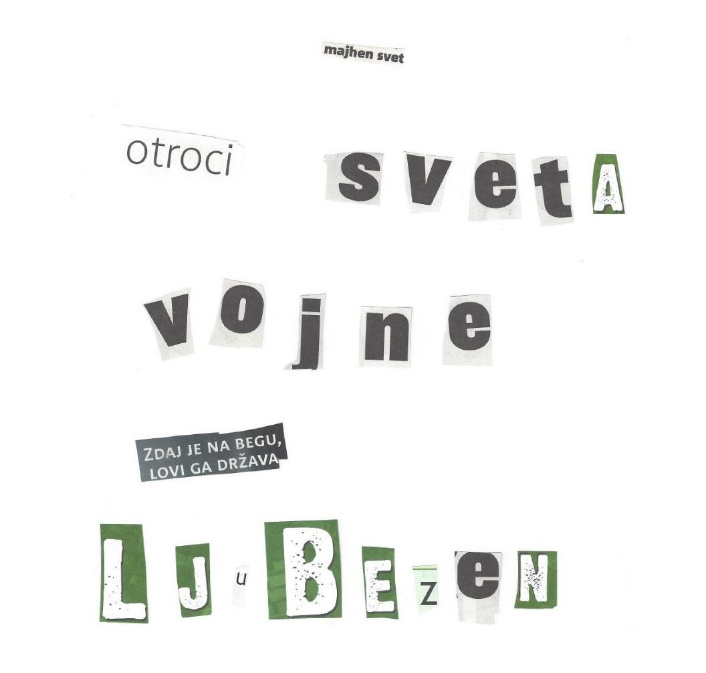 majhen svet
otroci svetA
vojne
ZDAJ JE NA BEGU,
LOVI GA DRŽAVA
LJuBEzeN